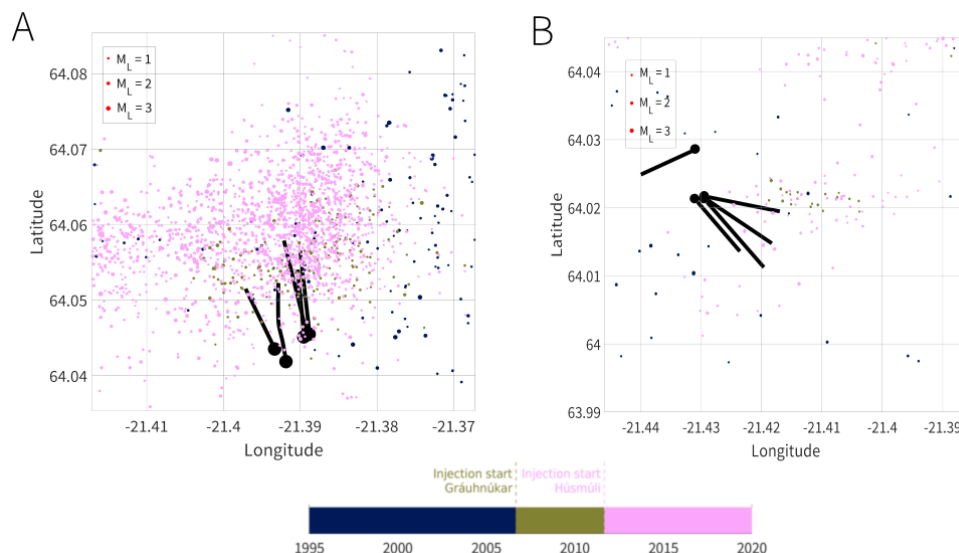 A
M_L = 1
M_L = 2
M_L = 3
64.08
64.07
64.06
64.05
64.04
Latitude
-21.41
-21.4
-21.39
-21.38
-21.37
Longitude
B
M_L = 1
M_L = 2
M_L = 3
64.04
64.03
64.02
64.01
64
63.99
Latitude
-21.44
-21.43
-21.42
-21.41
-21.4
-21.39
Longitude
Injection start
Gráuhnúkar
Injection start
Húsmúli
1995
2000
2005
2010
2015
2020